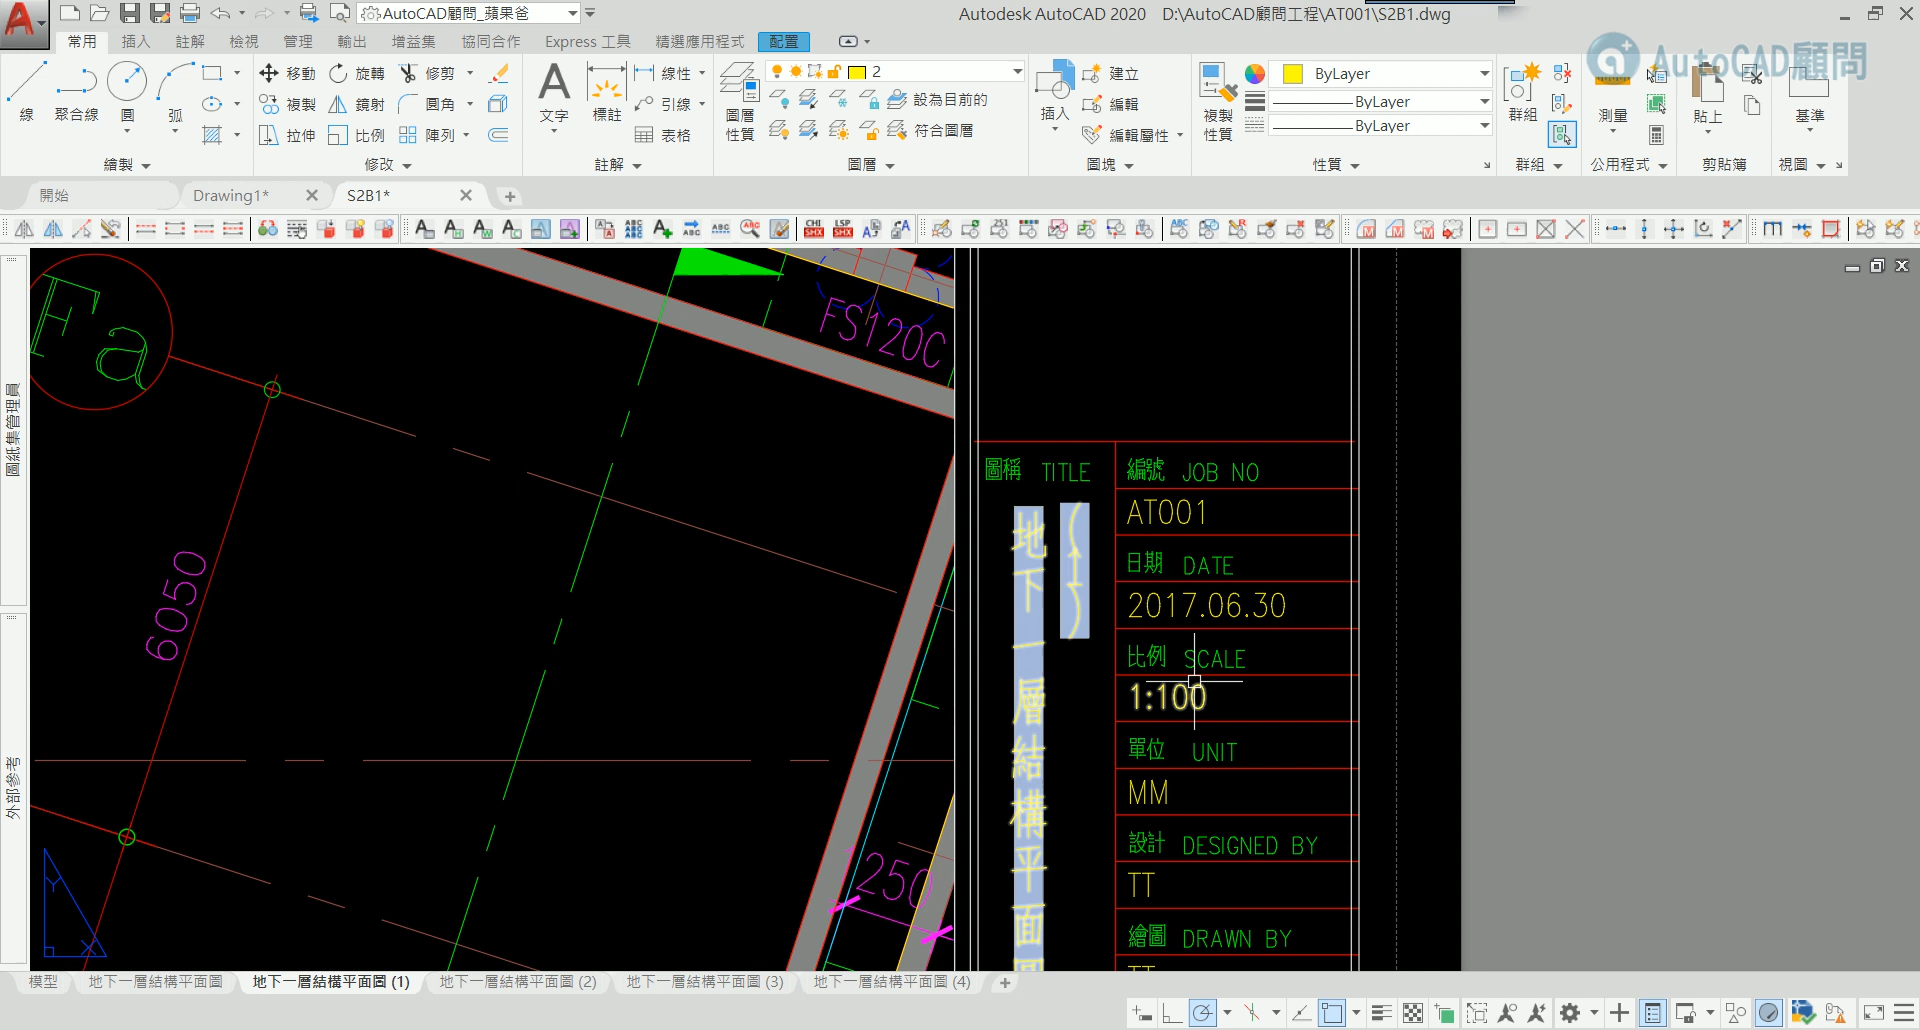 AutoCAD顧問_蘋果爸
Autodesk AutoCAD 2020 D:\AutoCAD顧問工程\AT001\S2B1.dwg
常用 插入 註解 檢視 管理 輸出 增益集 協同合作 Express 工具 精選應用程式 配置
AutoCAD顧問
線 聚合線 圓 弧
移動 旋轉 修剪
複製 鏡射 圓角
拉伸 比例 陣列
文字 標註
線性
引線
表格
圖層
性質
2
設為目前的
符合圖層
插入
建立
編輯
編輯屬性
複製
性質
ByLayer
ByLayer
ByLayer
群組 測量 貼上 基準
繪製 修改 註解 圖層 圖塊 性質 群組 公用程式 剪貼簿 視圖
開始 Drawing1* S2B1*
圖紙集管理員
外部參考
Fa
FS120C
6050
250
Y
X
圖稱 TITLE
地下一層結構平面圖
(一)
編號 JOB NO
AT001
日期 DATE
2017.06.30
比例 SCALE
1:100
單位 UNIT
MM
設計 DESIGNED BY
TT
繪圖 DRAWN BY
TT
模型 地下一層結構平面圖 地下一層結構平面圖 (1) 地下一層結構平面圖 (2) 地下一層結構平面圖 (3) 地下一層結構平面圖 (4)